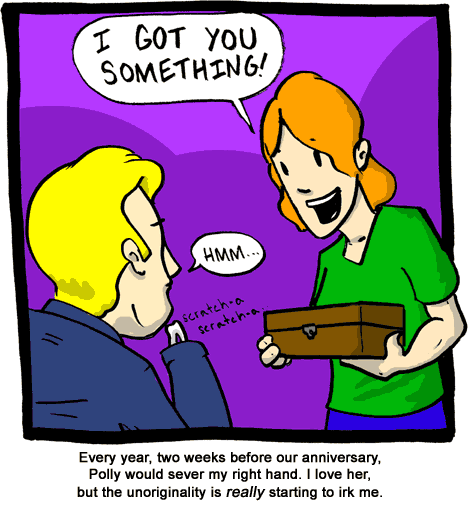 I GOT YOU
SOMETHING!
HMM...
scratch-a
scratch-a.
Every year, two weeks before our anniversary,
Polly would sever my right hand. I love her,
but the unoriginality is really starting to irk me.